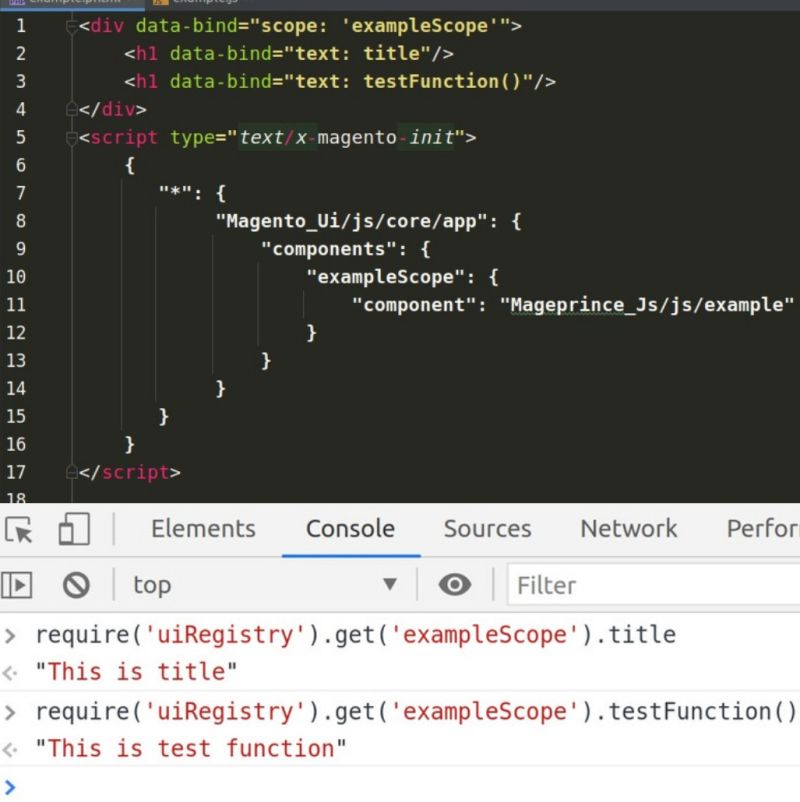 1 <div data-bind="scope: 'exampleScope'">
2 <h1 data-bind="text: title"/>
3 <h1 data-bind="text: testFunction()"/>
4 </div>
5 <script type="text/x-magento-init">
6 {
7 "*": {
8 "Magento_Ui/js/core/app": {
9 "components": {
10 "exampleScope": {
11 "component": "Mageprince_Js/js/example"
12 }
13 }
14 }
15 }
16 }
17 </script>
18
Elements Console Sources Network
top Filter
> require('uiRegistry').get('exampleScope').title
"This is title"
> require('uiRegistry').get('exampleScope').testFunction()
"This is test function"
>